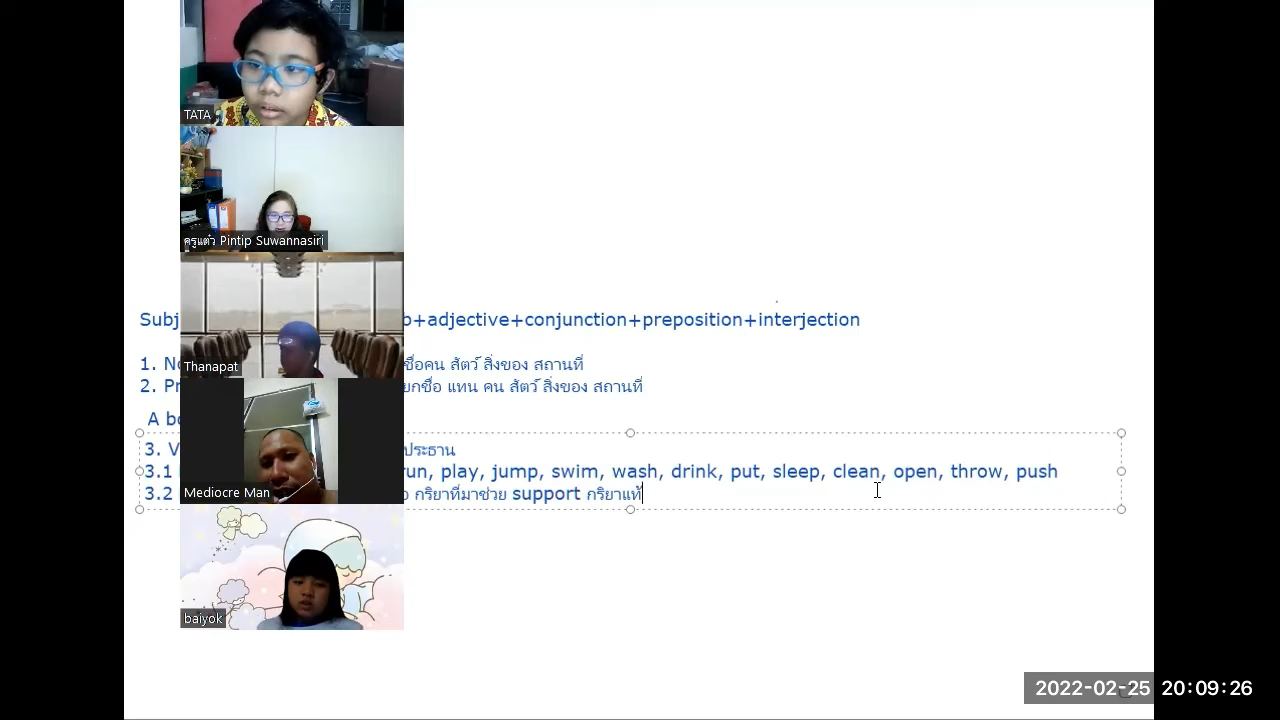 TATA
ครูแต๋ว Pintip Suwannasiri
Thanapat
Mediocre Man
baiyok
Subj b+adjective+conjunction+preposition+interjection
1. No ชื่อคน สัตว์ สิ่งของ สถานที่
2. Pr ยกชื่อ แทน คน สัตว์ สิ่งของ สถานที่
A bo
3. V ประธาน
3.1 run, play, jump, swim, wash, drink, put, sleep, clean, open, throw, push
3.2 อ กริยาที่มาช่วย support กริยาแท้
2022-02-25 20:09:26